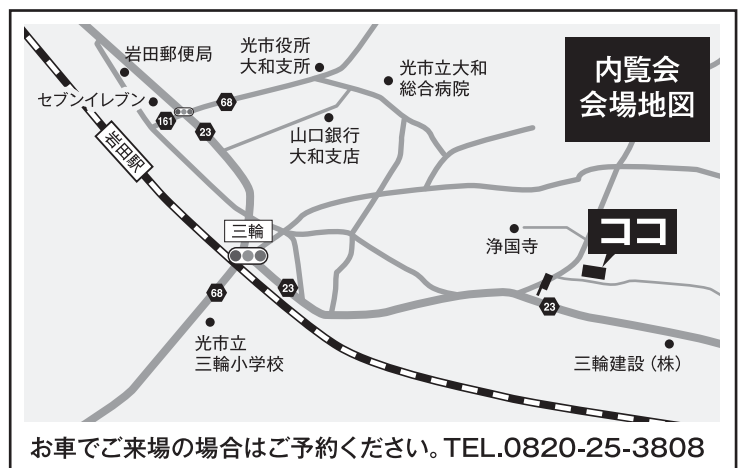 内覧会
会場地図
岩田郵便局
光市役所
大和支所
光市立大和
総合病院
セブンイレブン
68
161
23
山口銀行
大和支店
岩田駅
三輪
浄国寺
ココ
68
23
23
光市立
三輪小学校
三輪建設(株)
お車でご来場の場合はご予約ください。TEL.0820-25-3808